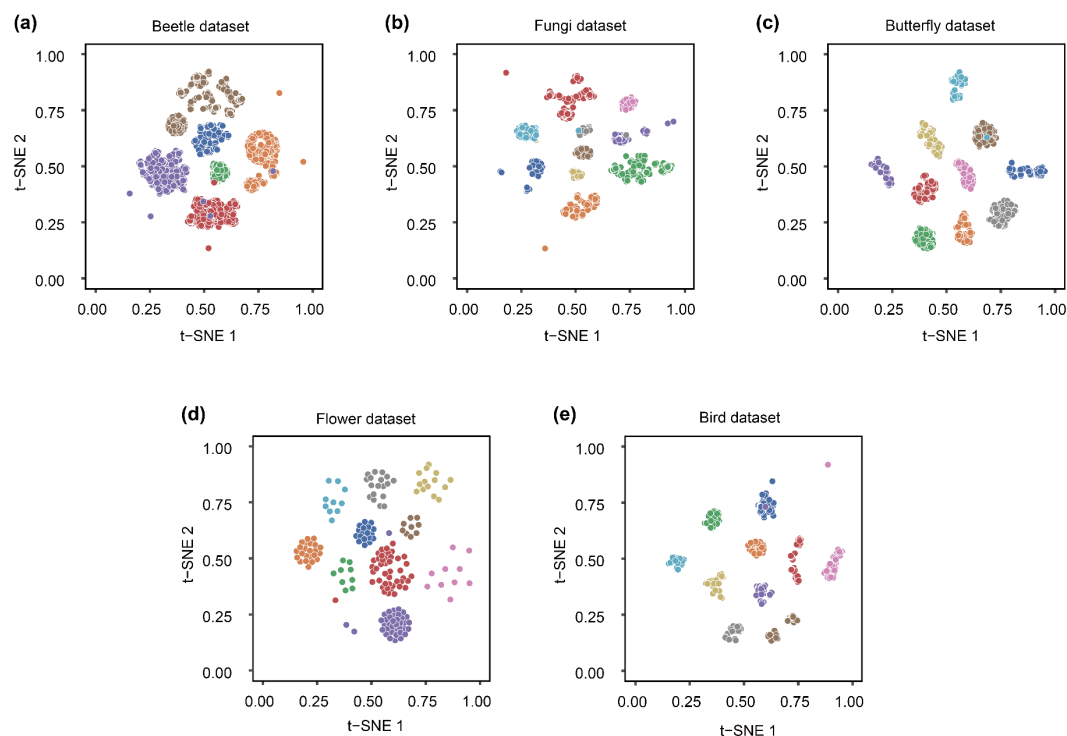 (a) Beetle dataset
1.00
0.75
0.50
0.25
0.00
t−SNE 2
0.00 0.25 0.50 0.75 1.00
t−SNE 1
(b) Fungi dataset
1.00
0.75
0.50
0.25
0.00
t−SNE 2
0.00 0.25 0.50 0.75 1.00
t−SNE 1
(c) Butterfly dataset
1.00
0.75
0.50
0.25
0.00
t−SNE 2
0.00 0.25 0.50 0.75 1.00
t−SNE 1
(d) Flower dataset
1.00
0.75
0.50
0.25
0.00
t−SNE 2
0.00 0.25 0.50 0.75 1.00
t−SNE 1
(e) Bird dataset
1.00
0.75
0.50
0.25
0.00
t−SNE 2
0.00 0.25 0.50 0.75 1.00
t−SNE 1